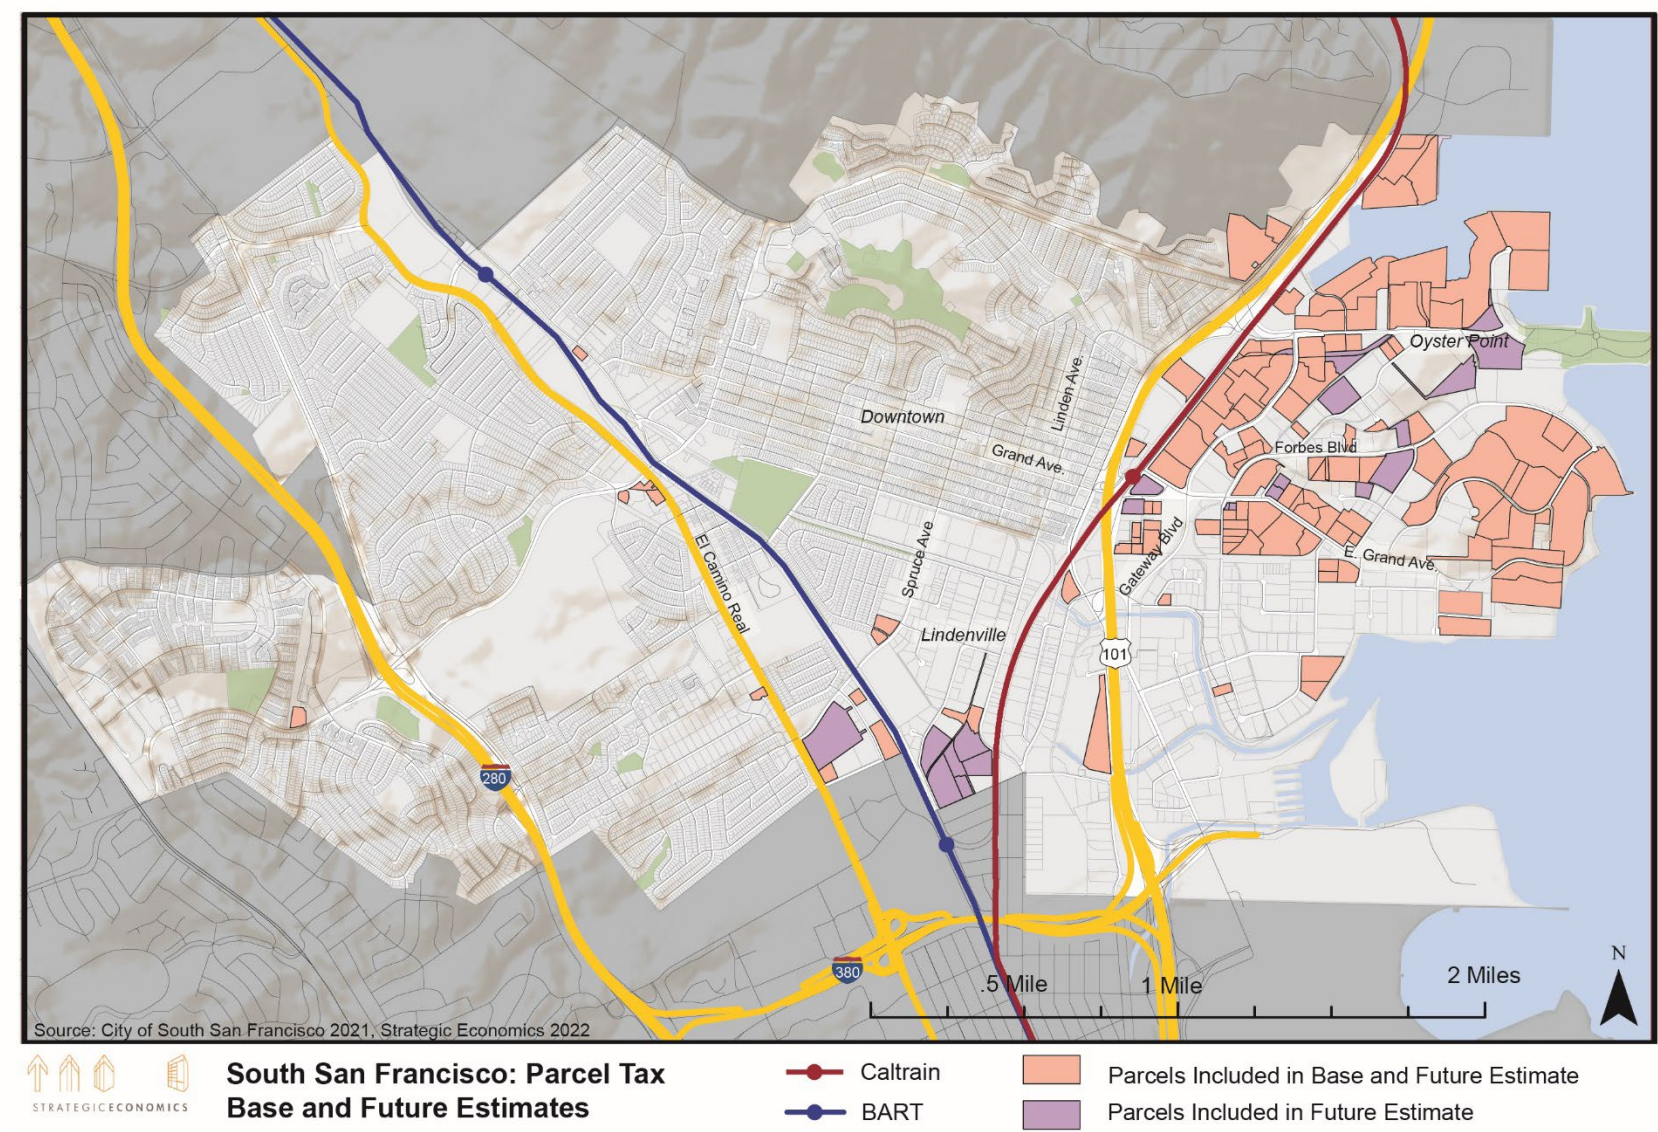 Oyster Point
Linden Ave.
Downtown
Grand Ave.
Forbes Blvd
Spruce Ave
El Camino Real
Gateway Blvd
E. Grand Ave.
Lindenville
101
280
380
N
.5 Mile
1 Mile
2 Miles
Source: City of South San Francisco 2021, Strategic Economics 2022
STRATEGICECONOMICS
South San Francisco: Parcel Tax
Base and Future Estimates
Caltrain
BART
Parcels Included in Base and Future Estimate
Parcels Included in Future Estimate